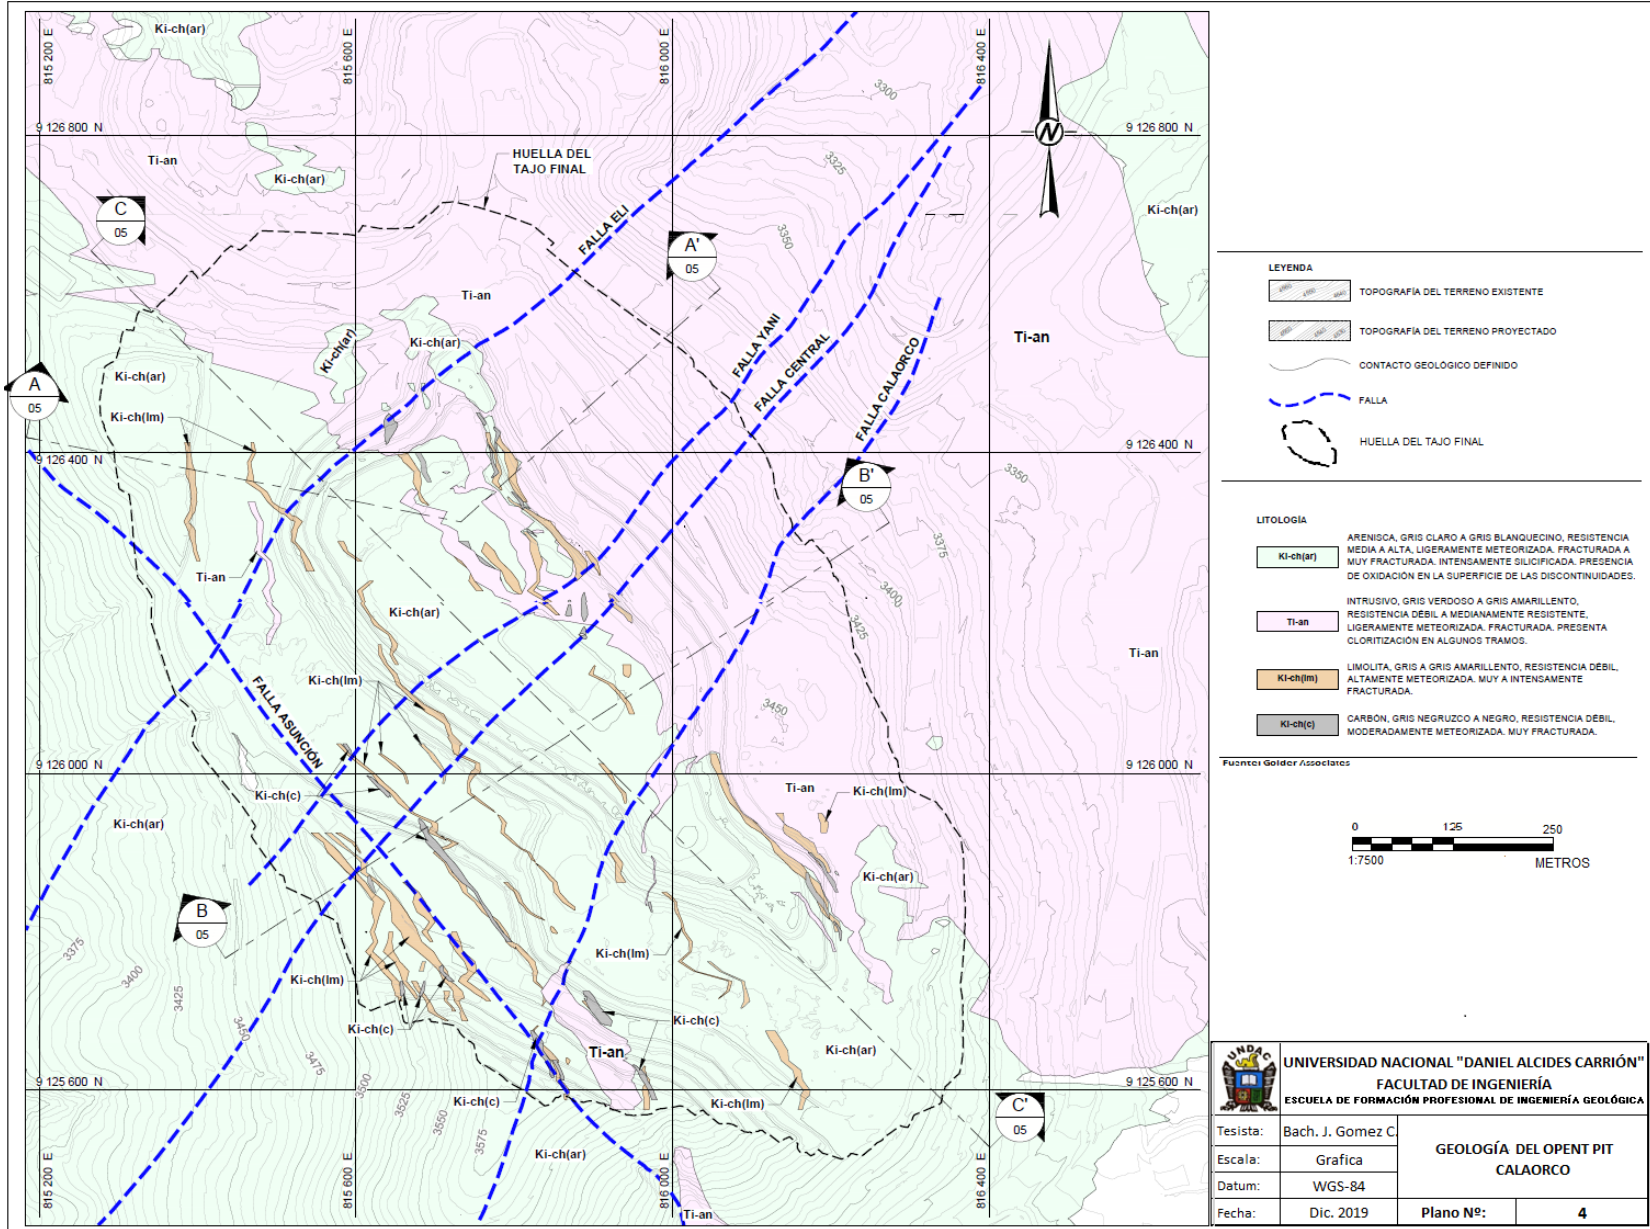 815 200 E
815 600 E
816 000 E
816 400 E
Ki-ch(ar)
3300
9 126 800 N
9 126 800 N
Ti-an
HUELLA DEL
TAJO FINAL
3325
Ki-ch(ar)
Ki-ch(ar)
C
05
FALLA ELI
A'
05
3350
Ti-an
Ki-ch(ar)
Ki-ch(ar)
FALLA YANI
FALLA CENTRAL
FALLA CALAORCO
Ti-an
A
05
Ki-ch(ar)
Ki-ch(lm)
9 126 400 N
9 126 400 N
B'
05
3350
3375
Ti-an
3400
Ki-ch(ar)
3425
Ti-an
Ki-ch(lm)
FALLA ASUNCIÓN
3450
9 126 000 N
9 126 000 N
Ki-ch(c)
Ti-an
Ki-ch(lm)
Ki-ch(ar)
Ki-ch(ar)
B
05
3375
3400
3425
3450
3475
3500
3525
3550
3575
Ki-ch(lm)
Ki-ch(lm)
Ki-ch(c)
Ki-ch(c)
Ti-an
Ki-ch(ar)
9 125 600 N
9 125 600 N
Ki-ch(c)
Ki-ch(lm)
C'
05
Ki-ch(ar)
815 200 E
815 600 E
816 000 E
816 400 E
Ti-an
Ki-ch(ar)
LEYENDA
TOPOGRAFÍA DEL TERRENO EXISTENTE
TOPOGRAFÍA DEL TERRENO PROYECTADO
CONTACTO GEOLÓGICO DEFINIDO
FALLA
HUELLA DEL TAJO FINAL
LITOLOGÍA
Ki-ch(ar)
ARENISCA, GRIS CLARO A GRIS BLANQUECINO, RESISTENCIA
MEDIA A ALTA, LIGERAMENTE METEORIZADA. FRACTURADA A
MUY FRACTURADA. INTENSAMENTE SILICIFICADA. PRESENCIA
DE OXIDACIÓN EN LA SUPERFICIE DE LAS DISCONTINUIDADES.
Ti-an
INTRUSIVO, GRIS VERDOSO A GRIS AMARILLENTO,
RESISTENCIA DÉBIL A MEDIANAMENTE RESISTENTE,
LIGERAMENTE METEORIZADA. FRACTURADA. PRESENTA
CLORITIZACIÓN EN ALGUNOS TRAMOS.
Ki-ch(lm)
LIMOLITA, GRIS A GRIS AMARILLENTO, RESISTENCIA DÉBIL,
ALTAMENTE METEORIZADA. MUY A INTENSAMENTE
FRACTURADA.
Ki-ch(c)
CARBÓN, GRIS NEGRUZCO A NEGRO, RESISTENCIA DÉBIL,
MODERADAMENTE METEORIZADA. MUY FRACTURADA.
Fuente: Golder Associates
0 125 250
1:7500 METROS
N
UNDAC
UNIVERSIDAD NACIONAL "DANIEL ALCIDES CARRIÓN"
FACULTAD DE INGENIERÍA
ESCUELA DE FORMACIÓN PROFESIONAL DE INGENIERÍA GEOLÓGICA
Tesista: Bach. J. Gomez C.
Escala: Grafica
Datum: WGS-84
Fecha: Dic. 2019
GEOLOGÍA DEL OPENT PIT
CALAORCO
Plano Nº: 4